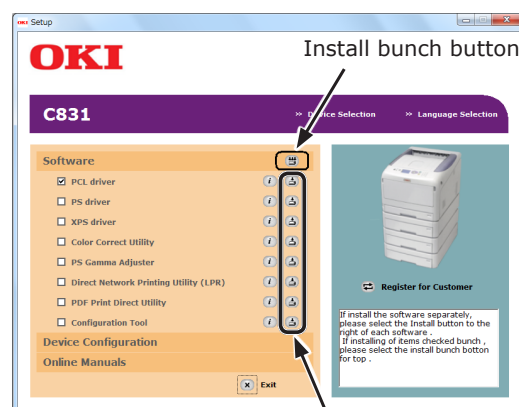 OKI Setup
Install bunch button
OKI
C831
» Device Selection
» Language Selection
Software
PCL driver
PS driver
XPS driver
Color Correct Utility
PS Gamma Adjuster
Direct Network Printing Utility (LPR)
PDF Print Direct Utility
Configuration Tool
Device Configuration
Online Manuals
Exit
Register for Customer
If install the software separately,
please select the Install button to the
right of each software .
If installing of items checked bunch ,
please select the install bunch botton
for top .